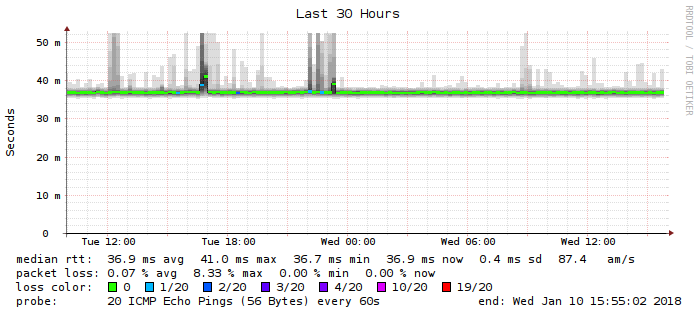 Last 30 Hours
RRDTOOL / TOBI OETIKER
Seconds
50 m
40 m
30 m
20 m
10 m
0
Tue 12:00 Tue 18:00 Wed 00:00 Wed 06:00 Wed 12:00
median rtt: 36.9 ms avg 41.0 ms max 36.7 ms min 36.9 ms now 0.4 ms sd 87.4 am/s
packet loss: 0.07 % avg 8.33 % max 0.00 % min 0.00 % now
loss color: 0 1/20 2/20 3/20 4/20 10/20 19/20
probe: 20 ICMP Echo Pings (56 Bytes) every 60s end: Wed Jan 10 15:55:02 2018